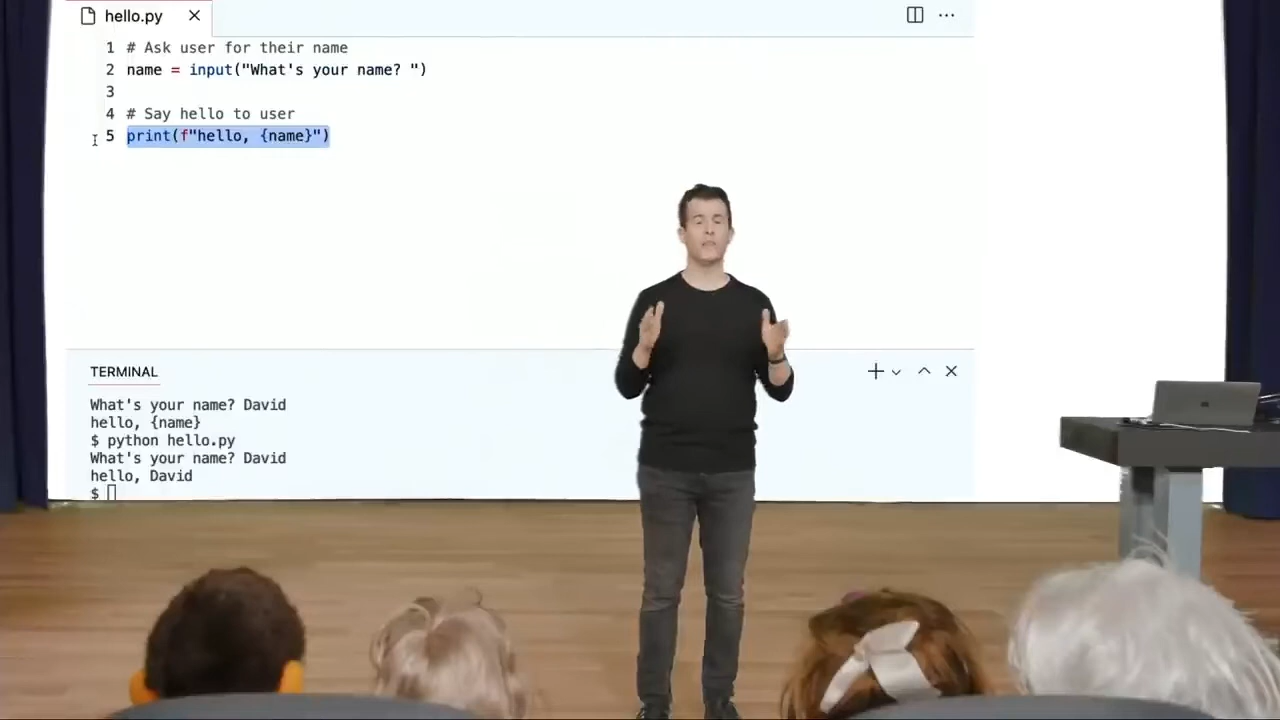 hello.py
1 # Ask user for their name
2 name = input("What's your name? ")
3
4 # Say hello to user
5 print(f"hello, {name}")
TERMINAL
What's your name? David
hello, {name}
$ python hello.py
What's your name? David
hello, David
$